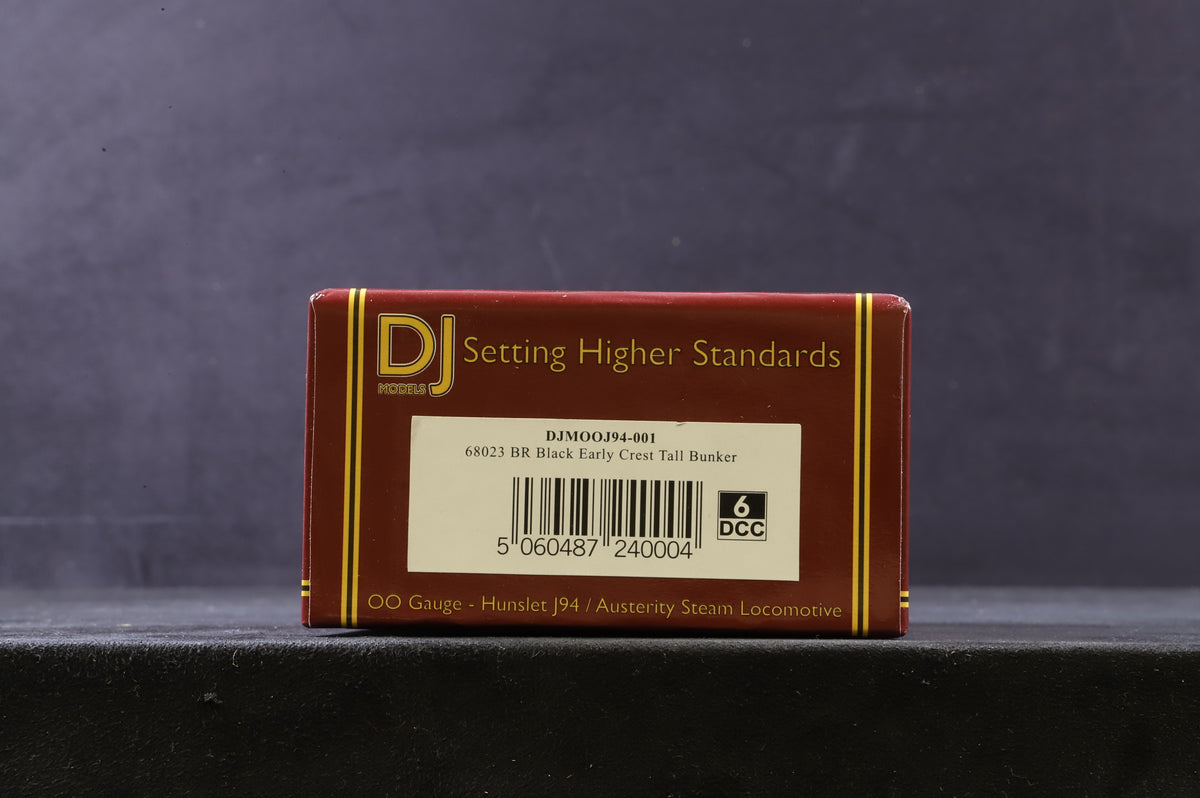 DJ
MODELS
Setting Higher Standards
DJMOOJ94-001
68023 BR Black Early Crest Tall Bunker
6
DCC
5 060487 240004
OO Gauge - Hunslet J94 / Austerity Steam Locomotive